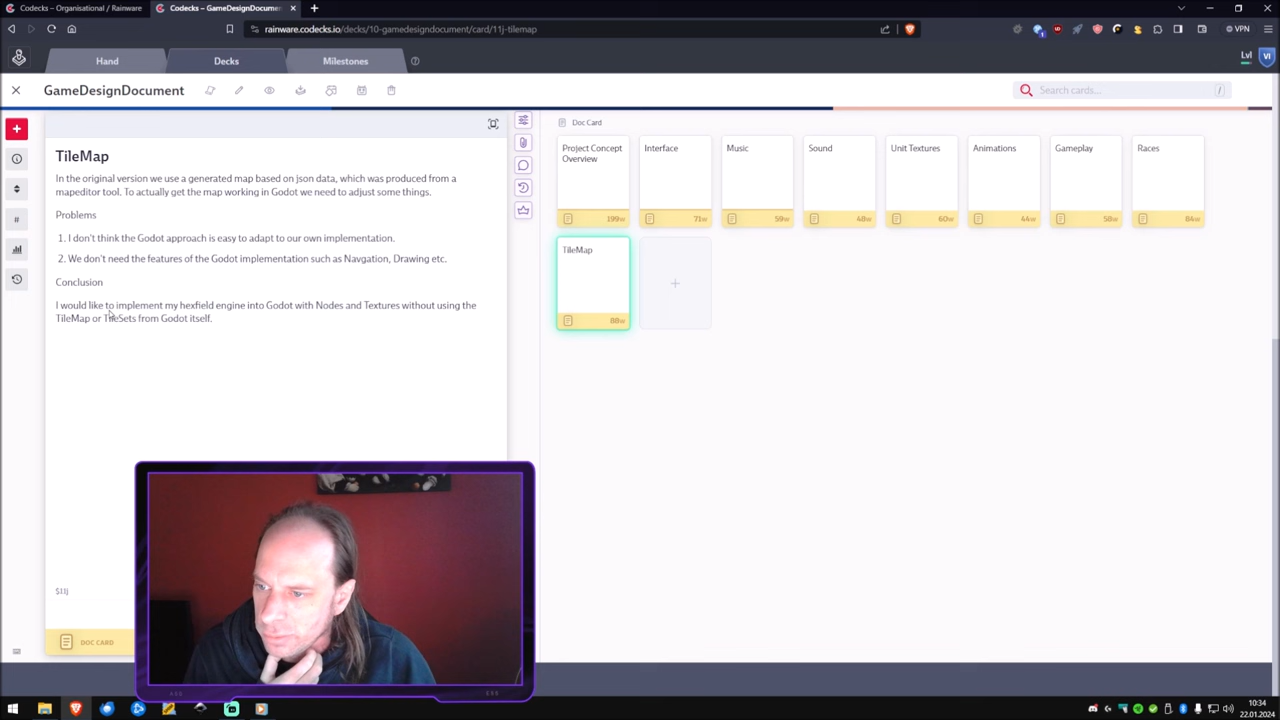 Codecks – Organisational / Rainware
Codecks – GameDesignDocumen
rainware.codecks.io/decks/10-gamedesigndocument/card/11j-tilemap
VPN
Hand
Decks
Milestones
Lvl
VI
GameDesignDocument
Search cards...
/
TileMap
In the original version we use a generated map based on json data, which was produced from a
mapeditor tool. To actually get the map working in Godot we need to adjust some things.
Problems
1. I don't think the Godot approach is easy to adapt to our own implementation.
2. We don't need the features of the Godot implementation such as Navgation, Drawing etc.
Conclusion
I would like to implement my hexfield engine into Godot with Nodes and Textures without using the
TileMap or TileSets from Godot itself.
$11j
DOC CARD
Doc Card
Project Concept
Overview
199w
Interface
71w
Music
59w
Sound
48w
Unit Textures
60w
Animations
44w
Gameplay
58w
Races
84w
TileMap
88w
10:34
22.01.2024